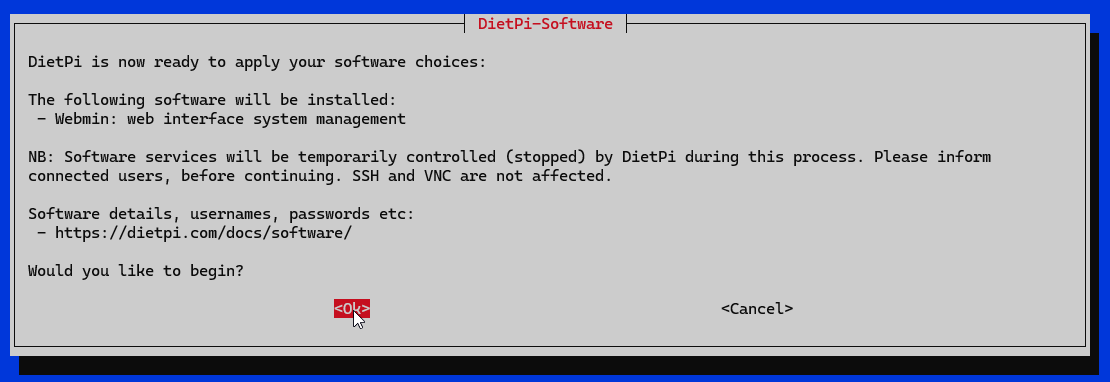 DietPi-Software
DietPi is now ready to apply your software choices:
The following software will be installed:
- Webmin: web interface system management
NB: Software services will be temporarily controlled (stopped) by DietPi during this process. Please inform
connected users, before continuing. SSH and VNC are not affected.
Software details, usernames, passwords etc:
- https://dietpi.com/docs/software/
Would you like to begin?
<Ok> <Cancel>